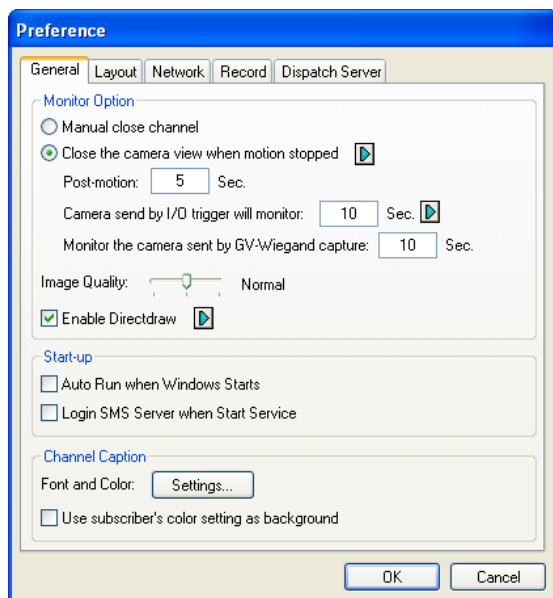 Preference
General Layout Network Record Dispatch Server
Monitor Option
Manual close channel
Close the camera view when motion stopped
Post-motion: 5 Sec.
Camera send by I/O trigger will monitor: 10 Sec.
Monitor the camera sent by GV-Wiegand capture: 10 Sec.
Image Quality: Normal
Enable Directdraw
Start-up
Auto Run when Windows Starts
Login SMS Server when Start Service
Channel Caption
Font and Color: Settings...
Use subscriber's color setting as background
OK Cancel